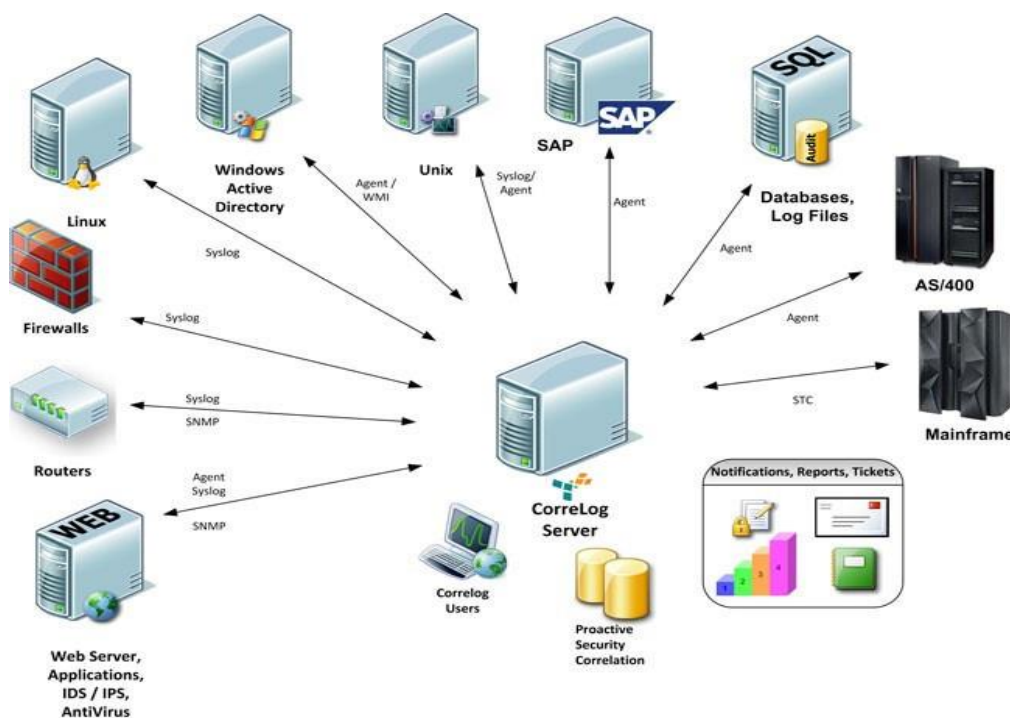 SQL
Audit
SAP
SAP
Linux
Windows
Active
Directory
Unix
Databases,
Log Files
Agent /
WMI
Syslog/
Agent
Agent
Agent
Syslog
AS/400
Firewalls
Syslog
Agent
Syslog
SNMP
STC
Routers
Mainframe
Agent
Syslog
SNMP
WEB
CorreLog
Server
Notifications, Reports, Tickets
1
2
3
4
Correlog
Users
Proactive
Security
Correlation
Web Server,
Applications,
IDS / IPS,
AntiVirus